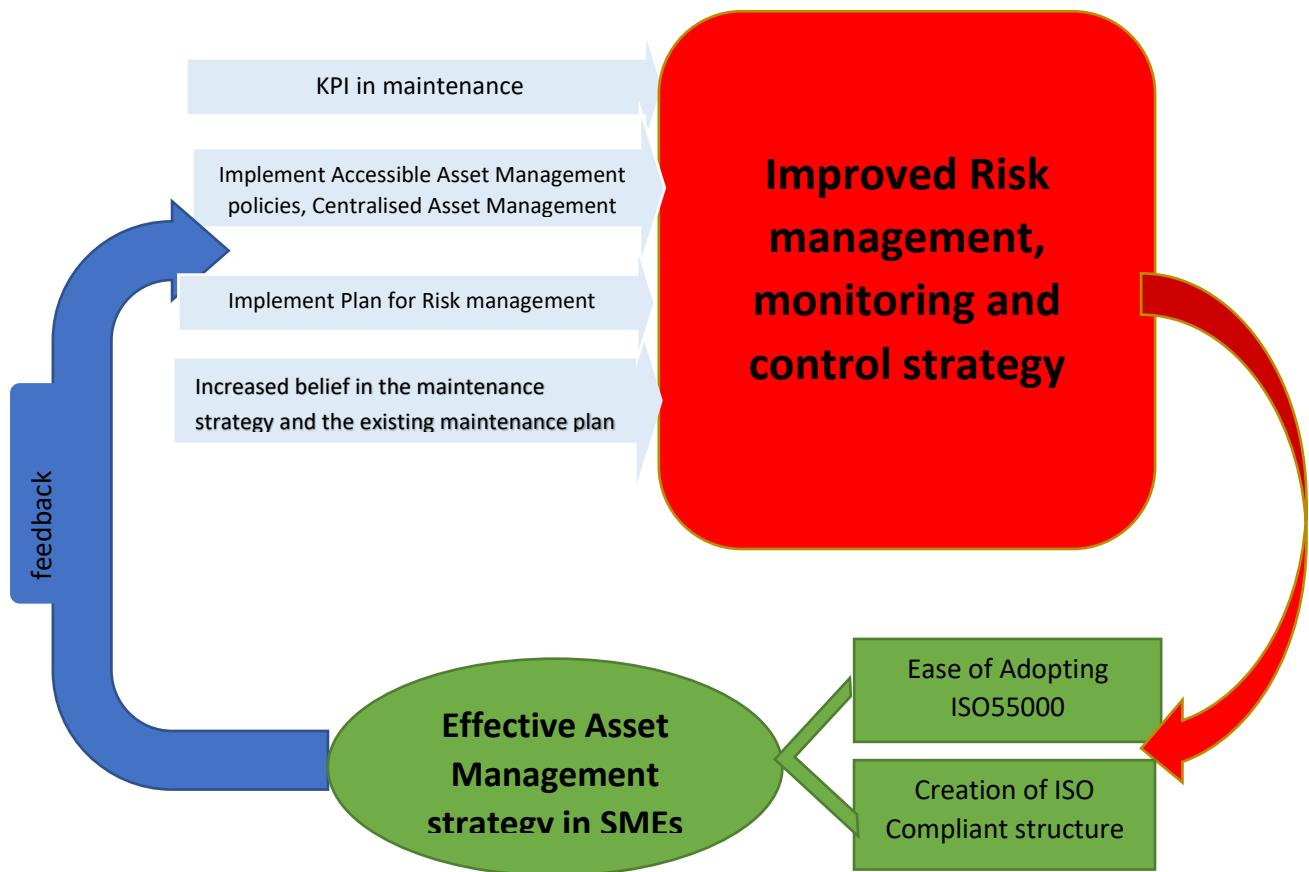 KPI in maintenance
Implement Accessible Asset Management
policies, Centralised Asset Management
Implement Plan for Risk management
Increased belief in the maintenance
strategy and the existing maintenance plan
Improved Risk
management,
monitoring and
control strategy
feedback
Ease of Adopting
ISO55000
Creation of ISO
Compliant structure
Effective Asset
Management
strategy in SMEs